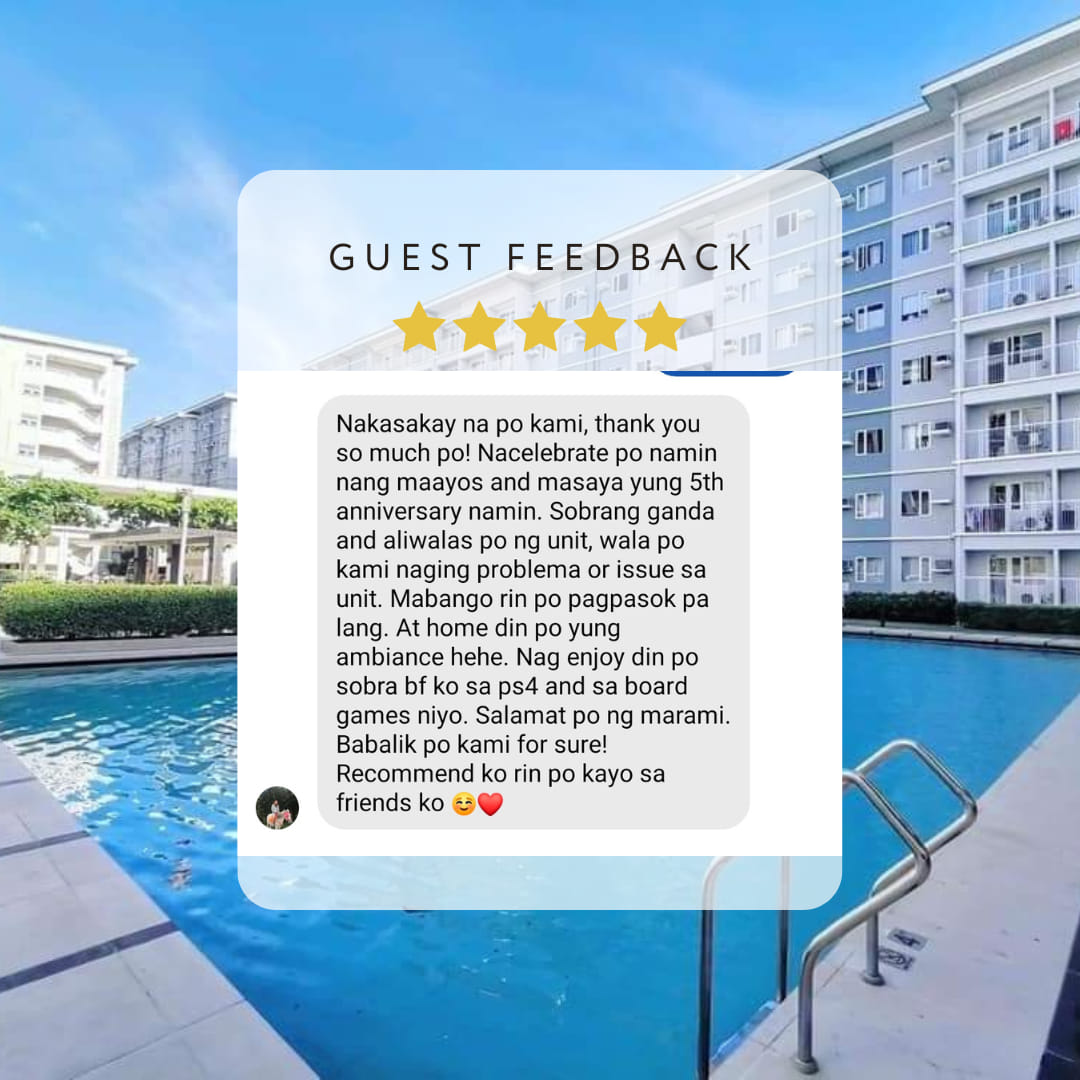 GUEST FEEDBACK
Nakasakay na po kami, thank you
so much po! Nacelebrate po namin
nang maayos and masaya yung 5th
anniversary namin. Sobrang ganda
and aliwalas po ng unit, wala po
kami naging problema or issue sa
unit. Mabango rin po pagpasok pa
lang. At home din po yung
ambiance hehe. Nag enjoy din po
sobra bf ko sa ps4 and sa board
games niyo. Salamat po ng marami.
Babalik po kami for sure!
Recommend ko rin po kayo sa
friends ko ☺️❤️